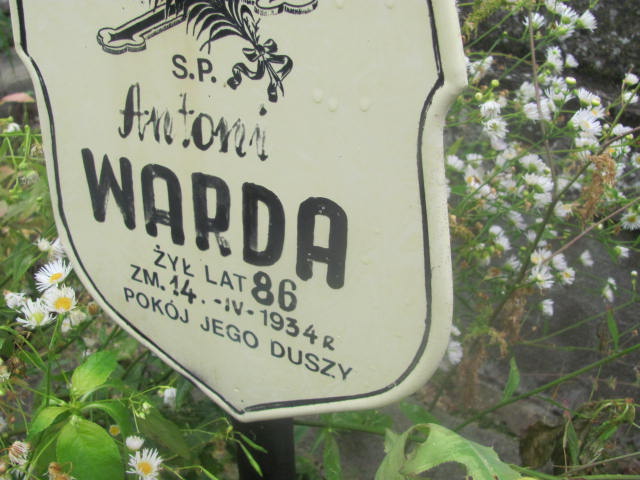 S.P.
Antoni
WARDA
ŻYŁ LAT 86
ZM. 14.-IV-1934 R
POKÓJ JEGO DUSZY